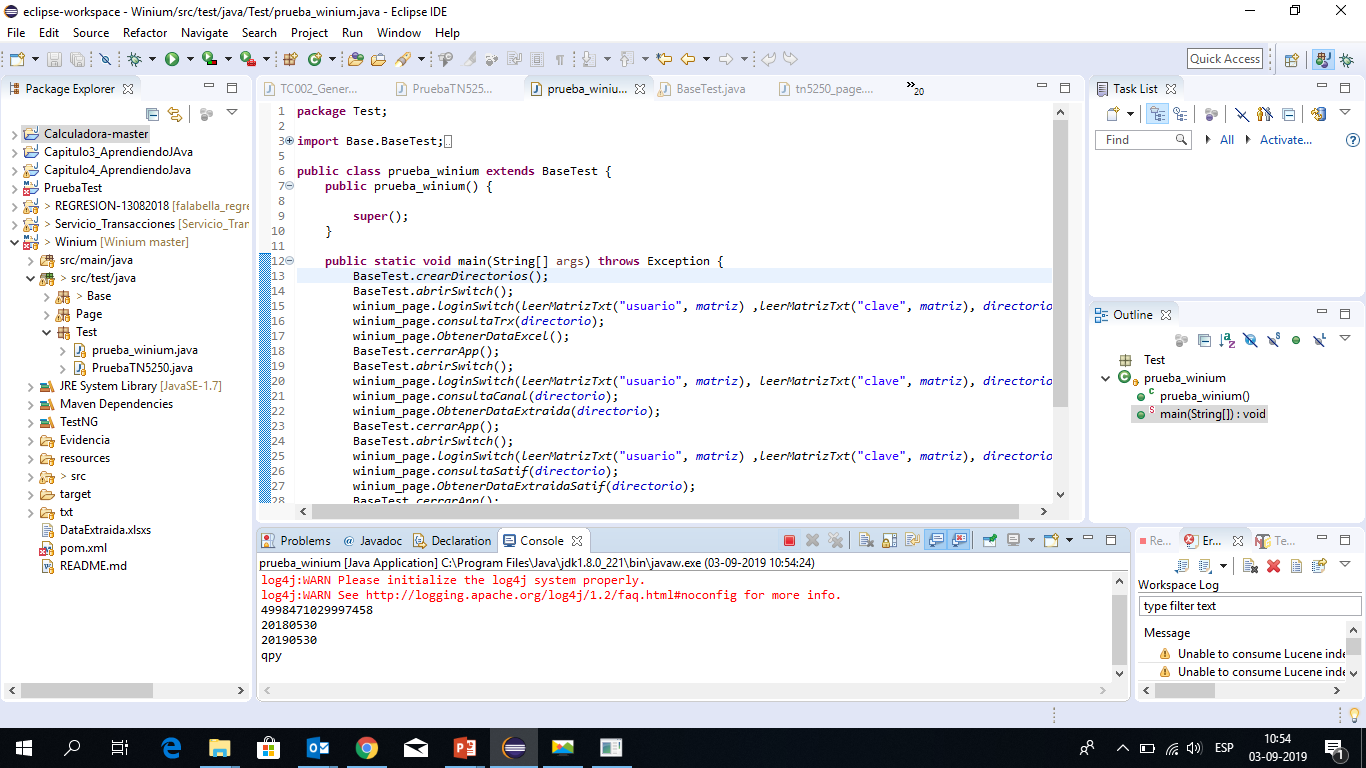 eclipse-workspace - Winium/src/test/java/Test/prueba_winium.java - Eclipse IDE
File Edit Source Refactor Navigate Search Project Run Window Help
Quick Access
Package Explorer
Calculadora-master
Capitulo3_AprendiendoJAva
Capitulo4_AprendiendoJava
PruebaTest
> REGRESION-13082018 [falabella_regre
> Servicio_Transacciones [Servicio_Tran
> Winium [Winium master]
src/main/java
> src/test/java
> Base
Page
Test
prueba_winium.java
PruebaTN5250.java
JRE System Library [JavaSE-1.7]
Maven Dependencies
TestNG
Evidencia
resources
> src
target
txt
DataExtraida.xlsxs
pom.xml
README.md
TC002_Gener... PruebaTN525... prueba_winiu... BaseTest.java tn5250_page.... »20
1 package Test;
2
3 import Base.BaseTest;
5
6 public class prueba_winium extends BaseTest {
7 public prueba_winium() {
8
9 super();
10 }
11
12 public static void main(String[] args) throws Exception {
13 BaseTest.crearDirectorios();
14 BaseTest.abrirSwitch();
15 winium_page.loginSwitch(leerMatrizTxt("usuario", matriz) ,leerMatrizTxt("clave", matriz), directorio
16 winium_page.consultaTrx(directorio);
17 winium_page.ObtenerDataExcel();
18 BaseTest.cerrarApp();
19 BaseTest.abrirSwitch();
20 winium_page.loginSwitch(leerMatrizTxt("usuario", matriz), leerMatrizTxt("clave", matriz), directorio
21 winium_page.consultaCanal(directorio);
22 winium_page.ObtenerDataExtraida(directorio);
23 BaseTest.cerrarApp();
24 BaseTest.abrirSwitch();
25 winium_page.loginSwitch(leerMatrizTxt("usuario", matriz) ,leerMatrizTxt("clave", matriz), directorio
26 winium_page.consultaSatif(directorio);
27 winium_page.ObtenerDataExtraidaSatif(directorio);
28 BaseTest.cerrarApp();
Task List
Find All Activate...
Outline
Test
prueba_winium
prueba_winium()
main(String[]) : void
Problems @ Javadoc Declaration Console
prueba_winium [Java Application] C:\Program Files\Java\jdk1.8.0_221\bin\javaw.exe (03-09-2019 10:54:24)
log4j:WARN Please initialize the log4j system properly.
log4j:WARN See http://logging.apache.org/log4j/1.2/faq.html#noconfig for more info.
4998471029997458
20180530
20190530
qpy
Re... Er... Te...
Workspace Log
type filter text
Message
Unable to consume Lucene inde
Unable to consume Lucene inde
ESP
10:54
03-09-2019
1